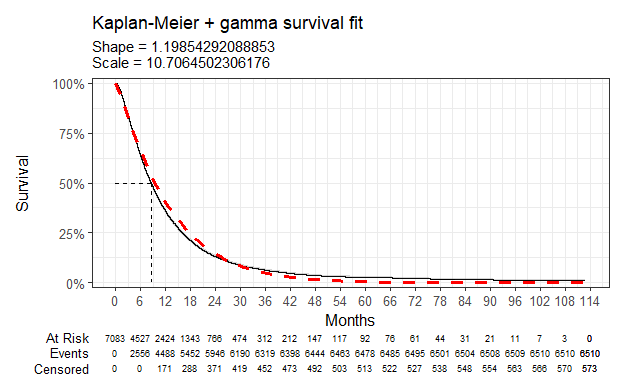 Kaplan-Meier + gamma survival fit
Shape = 1.19854292088853
Scale = 10.7064502306176
100%
75%
50%
25%
0%
Survival
0 6 12 18 24 30 36 42 48 54 60 66 72 78 84 90 96 102 108 114
Months
At Risk 7083 4527 2424 1343 766 474 312 212 147 117 92 76 61 44 31 21 11 7 3 0
Events 0 2556 4488 5452 5946 6190 6319 6398 6444 6463 6478 6485 6495 6501 6504 6508 6509 6510 6510 6510
Censored 0 0 171 288 371 419 452 473 492 503 513 522 527 538 548 554 563 566 570 573